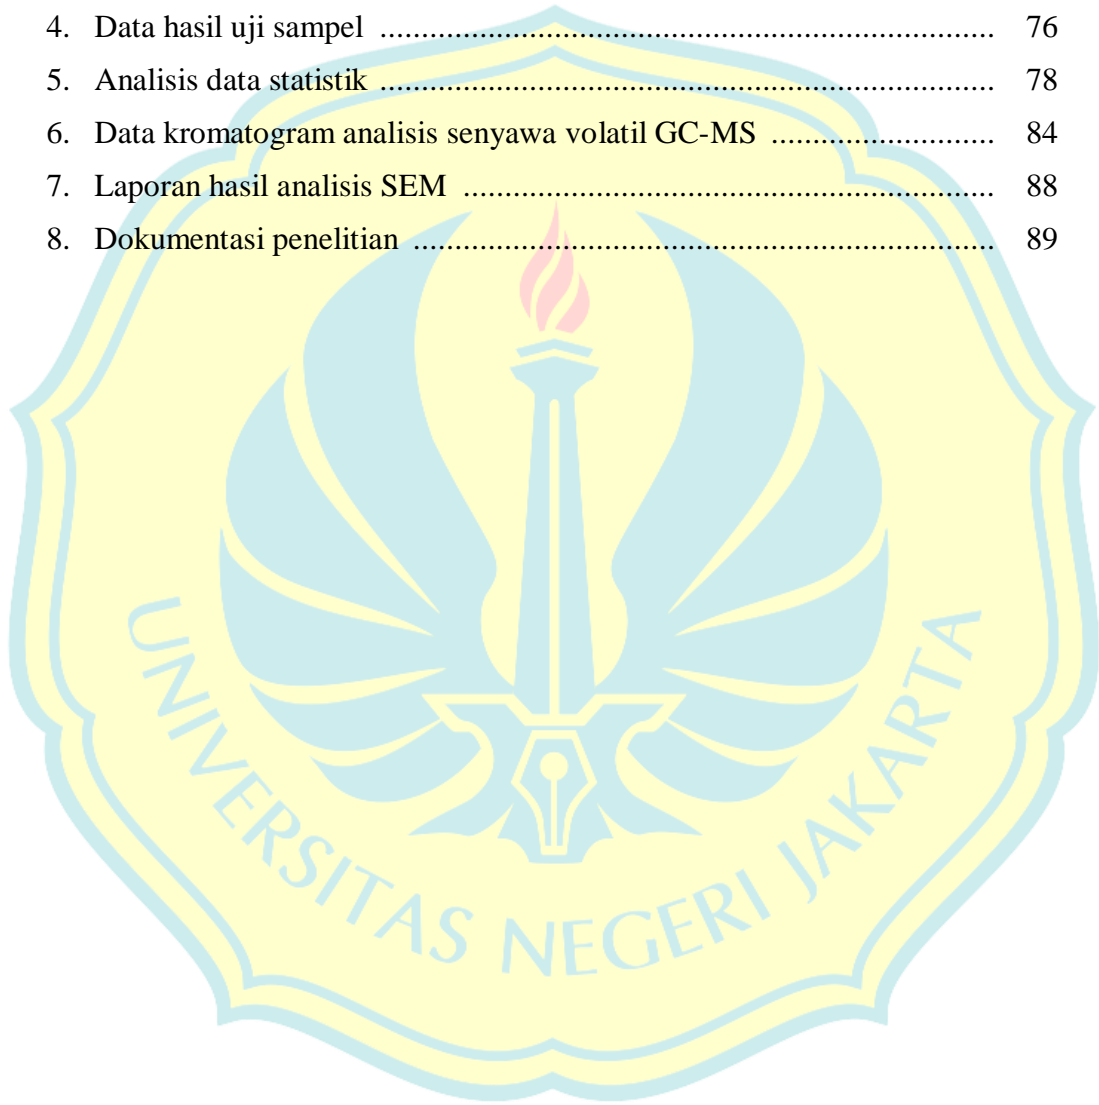 4. Data hasil uji sampel ........................................................................... 76
5. Analisis data statistik ........................................................................... 78
6. Data kromatogram analisis senyawa volatil GC-MS ........................... 84
7. Laporan hasil analisis SEM ................................................................. 88
8. Dokumentasi penelitian ....................................................................... 89
UNIVERSITAS NEGERI JAKARTA